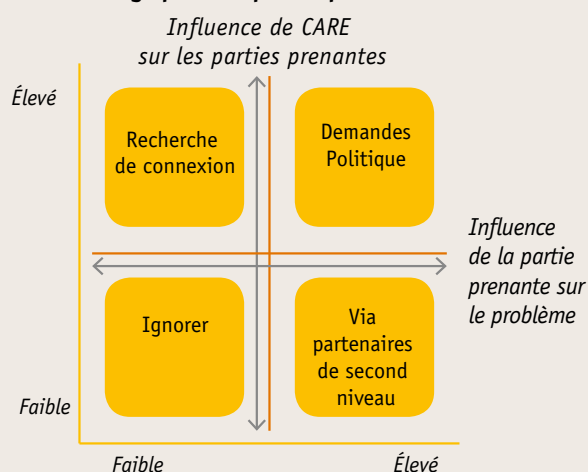 Influence de CARE
sur les parties prenantes
Élevé
Recherche
de connexion
Demandes
Politique
Influence
de la partie
prenante sur
le problème
Ignorer
Via
partenaires
de second
niveau
Faible
Faible
Élevé